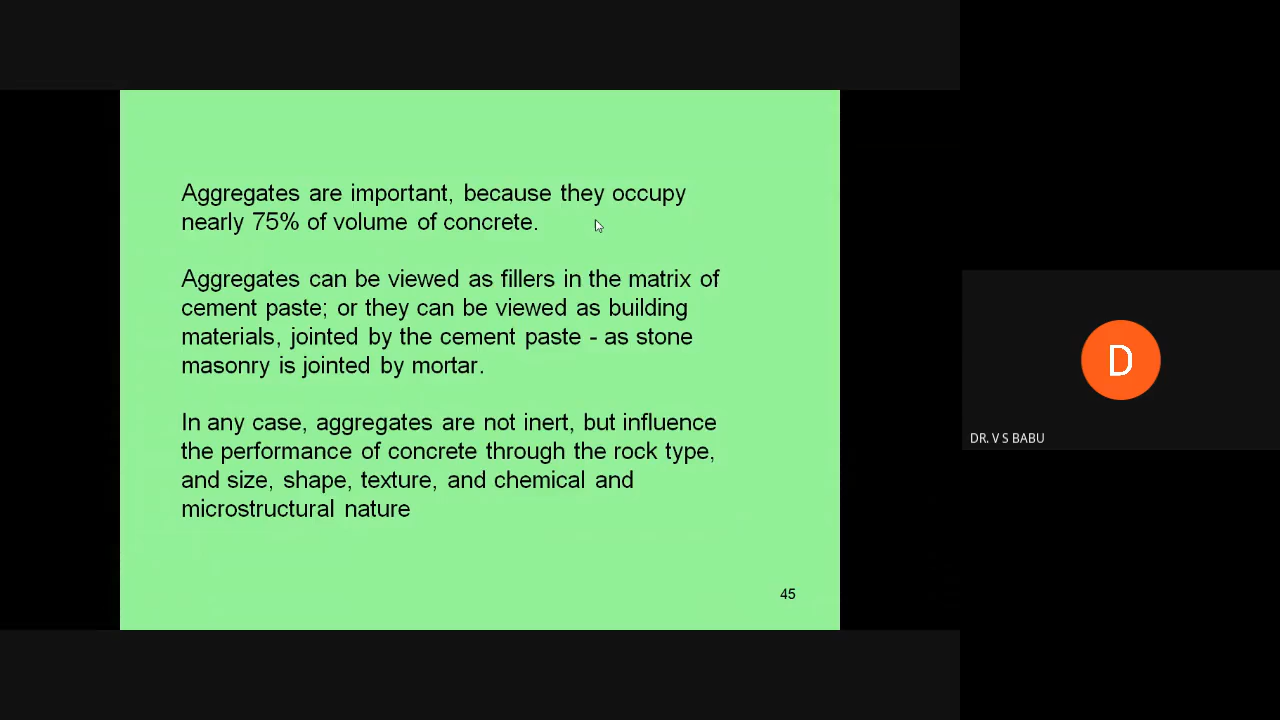 Aggregates are important, because they occupy
nearly 75% of volume of concrete.
Aggregates can be viewed as fillers in the matrix of
cement paste; or they can be viewed as building
materials, jointed by the cement paste - as stone
masonry is jointed by mortar.
In any case, aggregates are not inert, but influence
the performance of concrete through the rock type,
and size, shape, texture, and chemical and
microstructural nature
45
D
DR. V S BABU